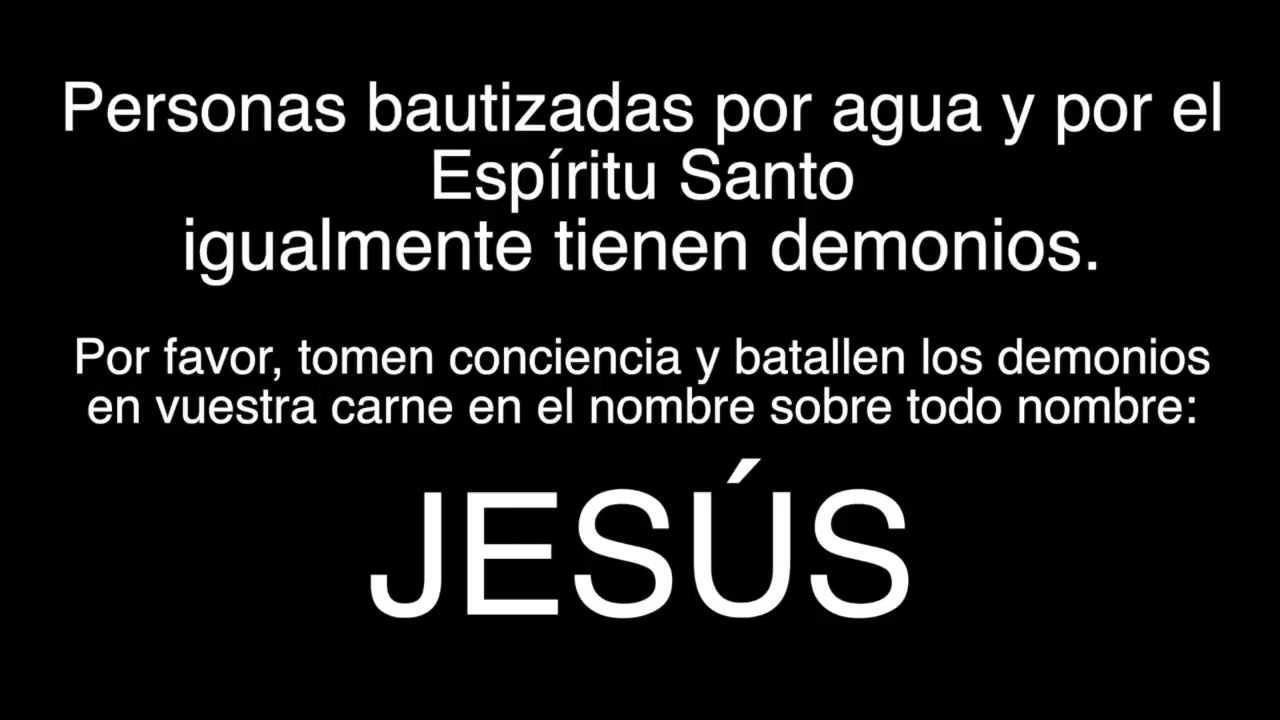 Personas bautizadas por agua y por el
Espíritu Santo
igualmente tienen demonios.
Por favor, tomen conciencia y batallen los demonios
en vuestra carne en el nombre sobre todo nombre:
JESÚS